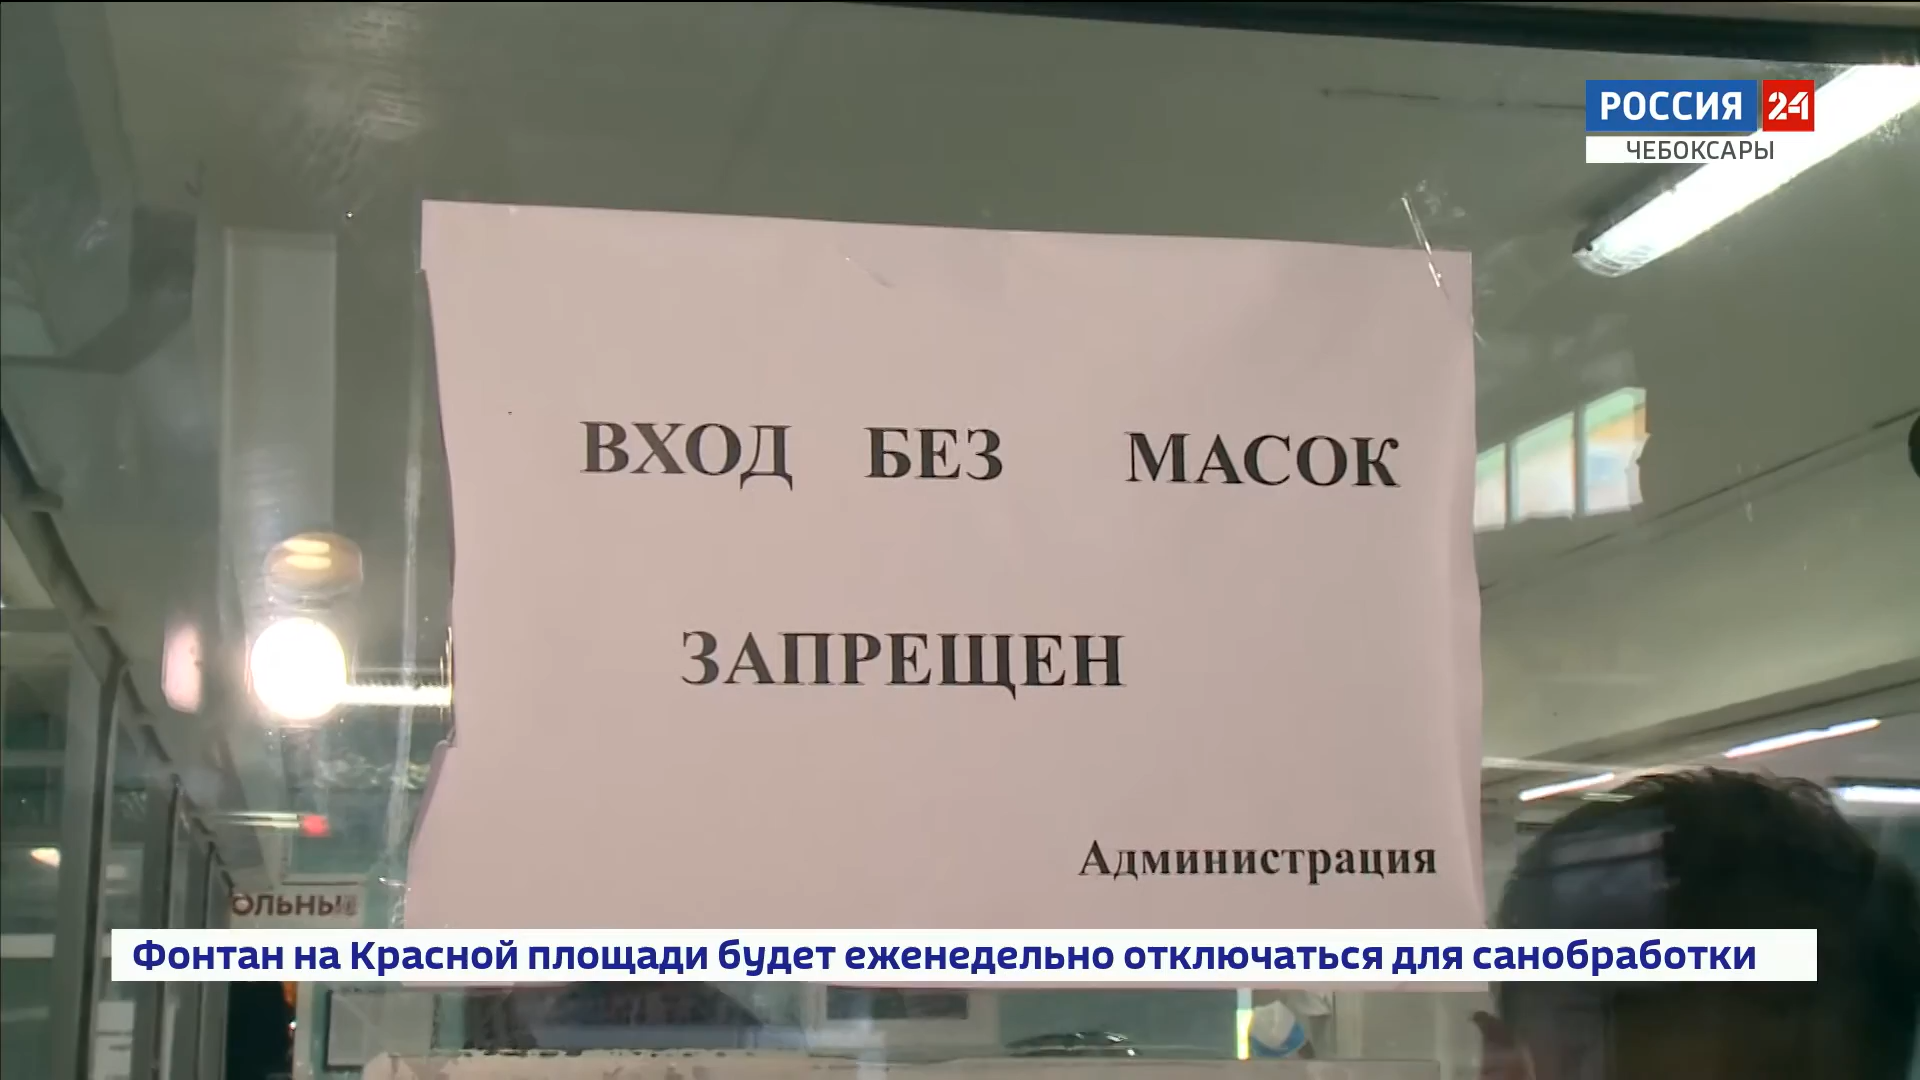 РОССИЯ 24
ЧЕБОКСАРЫ
ВХОД БЕЗ МАСОК
ЗАПРЕЩЕН
Администрация
Фонтан на Красной площади будет еженедельно отключаться для санобработки